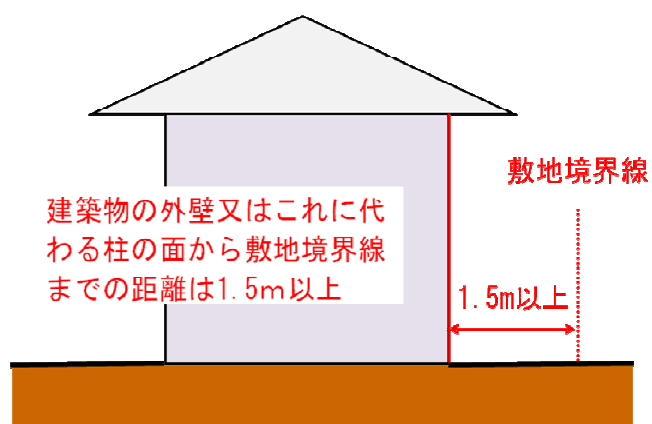 敷地境界線
建築物の外壁又はこれに代
わる柱の面から敷地境界線
までの距離は1.5ｍ以上
1.5m以上